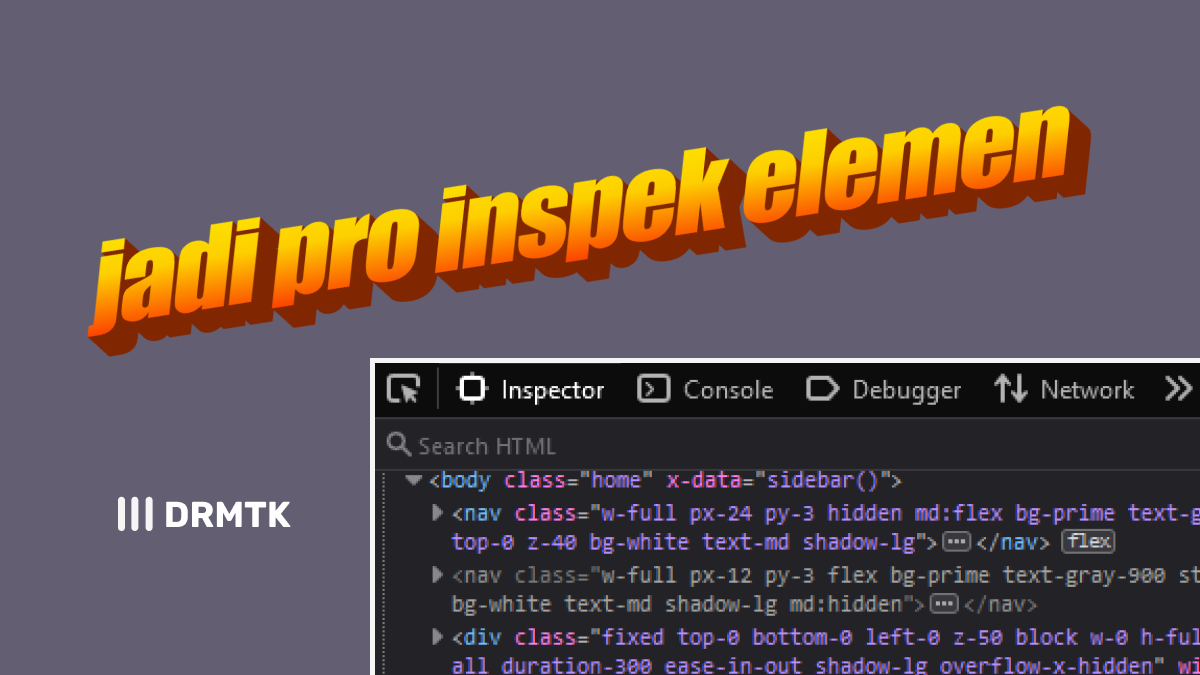 jadi pro inspek elemen
Inspector Console Debugger Network
Search HTML
<body class="home" x-data="sidebar()">
<nav class="w-full px-24 py-3 hidden md:flex bg-prime text-g
top-0 z-40 bg-white text-md shadow-lg"></nav> flex
<nav class="w-full px-12 py-3 flex bg-prime text-gray-900 st
bg-white text-md shadow-lg md:hidden"></nav>
<div class="fixed top-0 bottom-0 left-0 z-50 block w-0 h-ful
all duration-300 ease-in-out shadow-lg overflow-x-hidden" wi
DRMTK